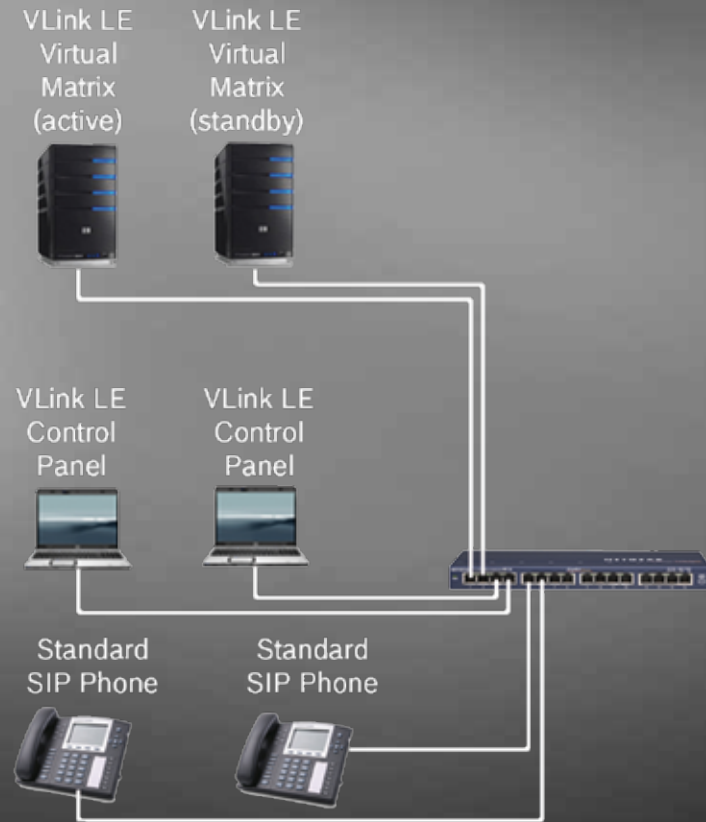 VLink LE
Virtual
Matrix
(active)
VLink LE
Virtual
Matrix
(standby)
VLink LE
Control
Panel
VLink LE
Control
Panel
Standard
SIP Phone
Standard
SIP Phone